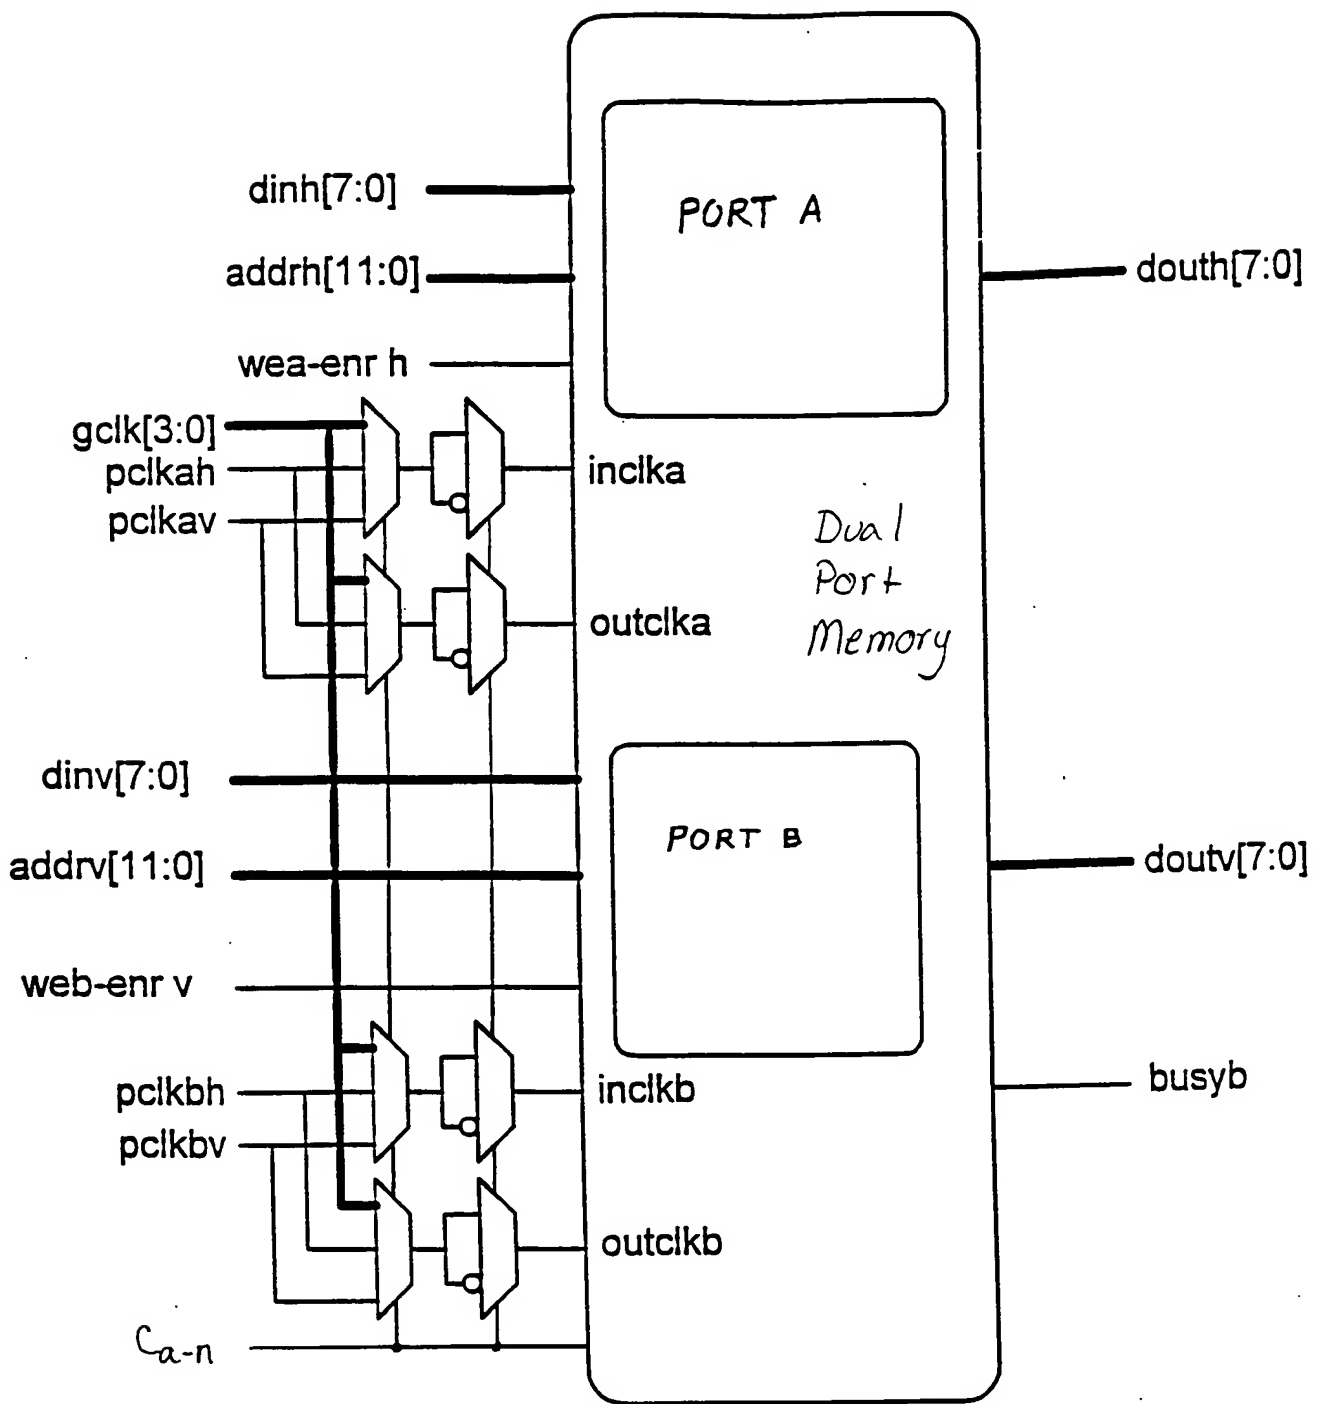 PORT A
dinh[7:0]
addrh[11:0]
douth[7:0]
wea-enr h
gclk[3:0]
pclkah
inclka
pclkav
Dual
Port
Memory
outclka
dinv[7:0]
PORT B
addrv[11:0]
doutv[7:0]
web-enr v
pclkbh
inclkb
busyb
pclkbv
outclkb
Ca-n